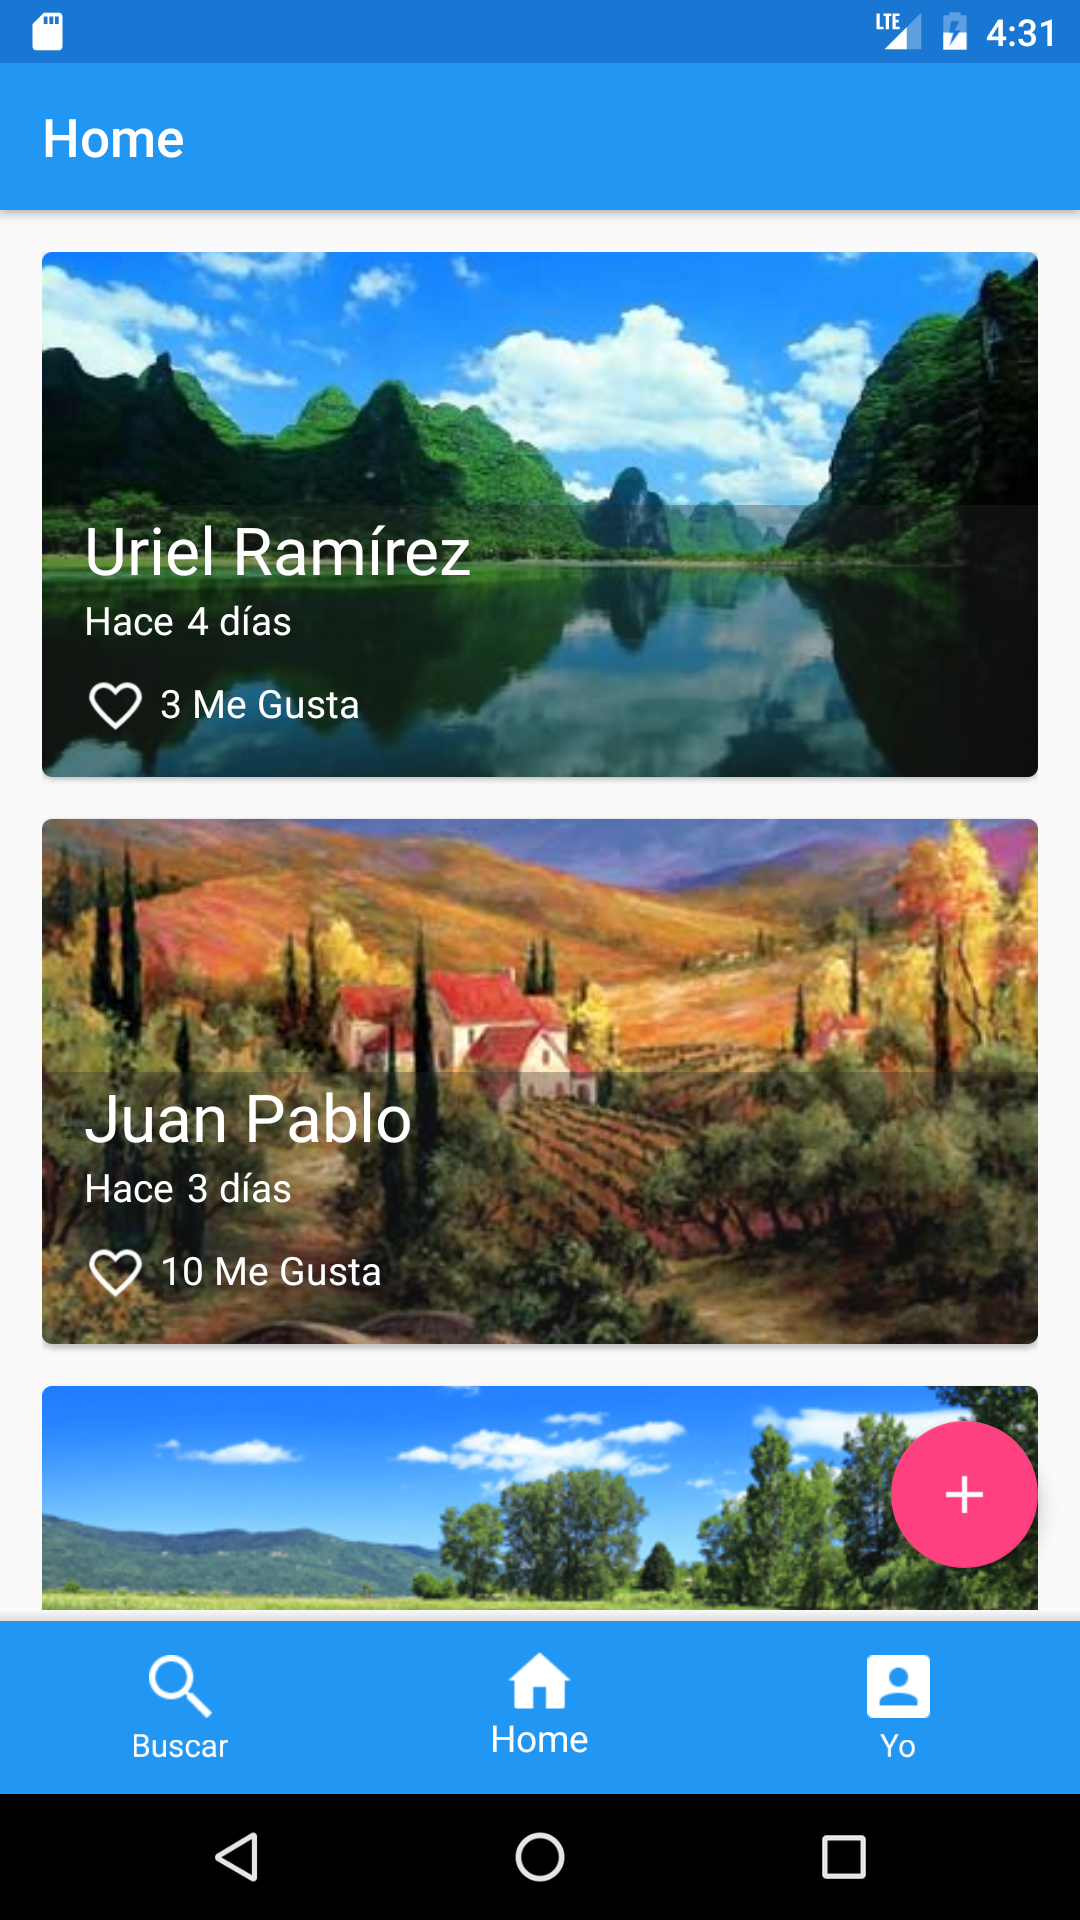 LTE 4:31
Home
Uriel Ramírez
Hace 4 días
3 Me Gusta
Juan Pablo
Hace 3 días
10 Me Gusta
Buscar
Home
Yo